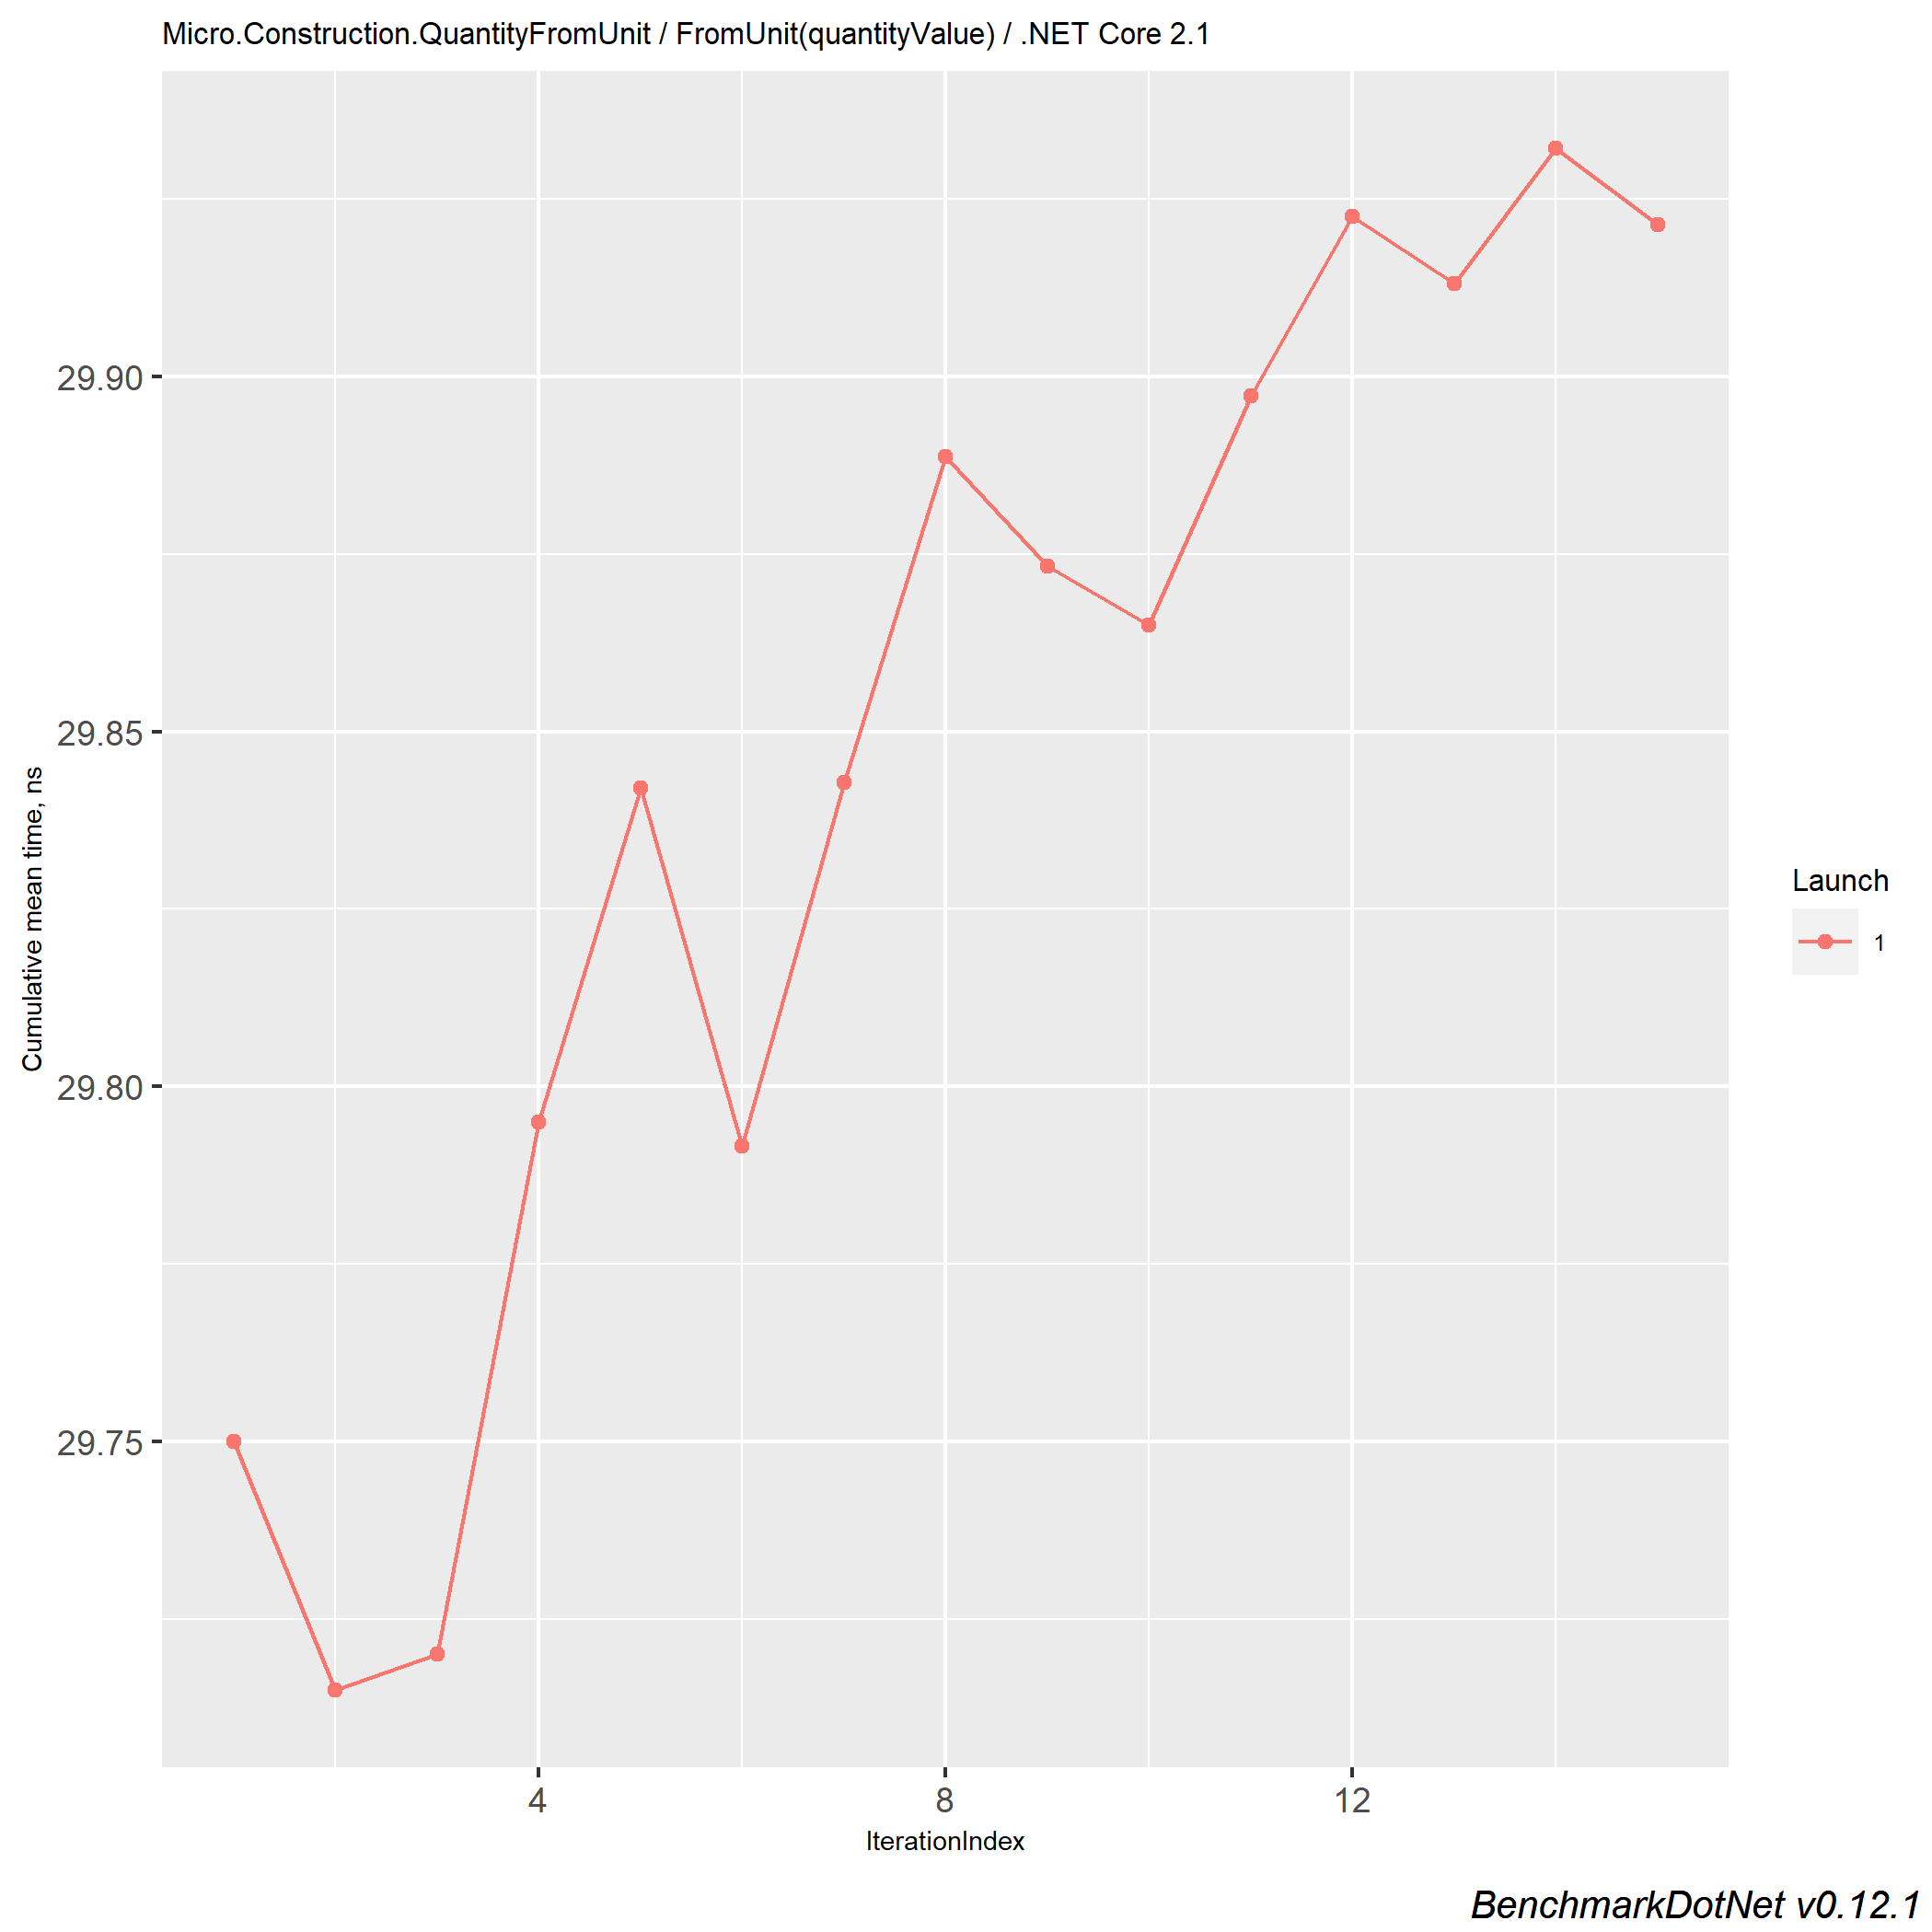 Micro.Construction.QuantityFromUnit / FromUnit(quantityValue) / .NET Core 2.1
Cumulative mean time, ns
29.90
29.85
29.80
29.75
4
8
12
IterationIndex
Launch
1
BenchmarkDotNet v0.12.1